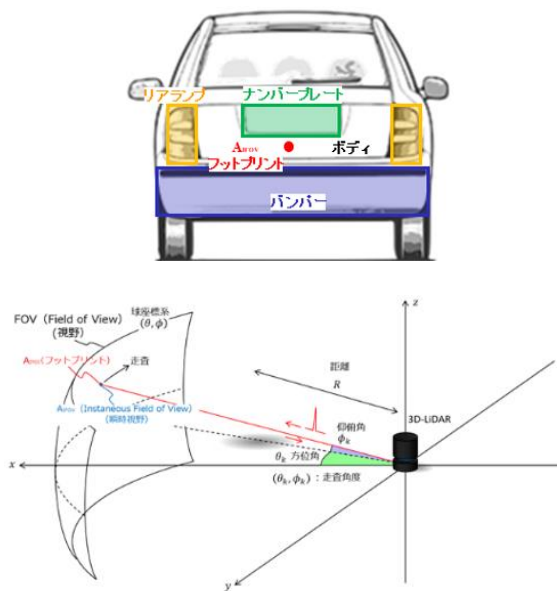 リアランプ
ナンバープレート
ボディ
フットプリント
バンパー
z
FOV（Field of View）
（視野）
球座標系
(θ, ϕ)
(フットプリント)
走査
（Instaneous Field of View）
（瞬時視野）
距離
R
3D-LiDAR
仰俯角
ϕk
θk 方位角
(θk, ϕk)：走査角度
x
y